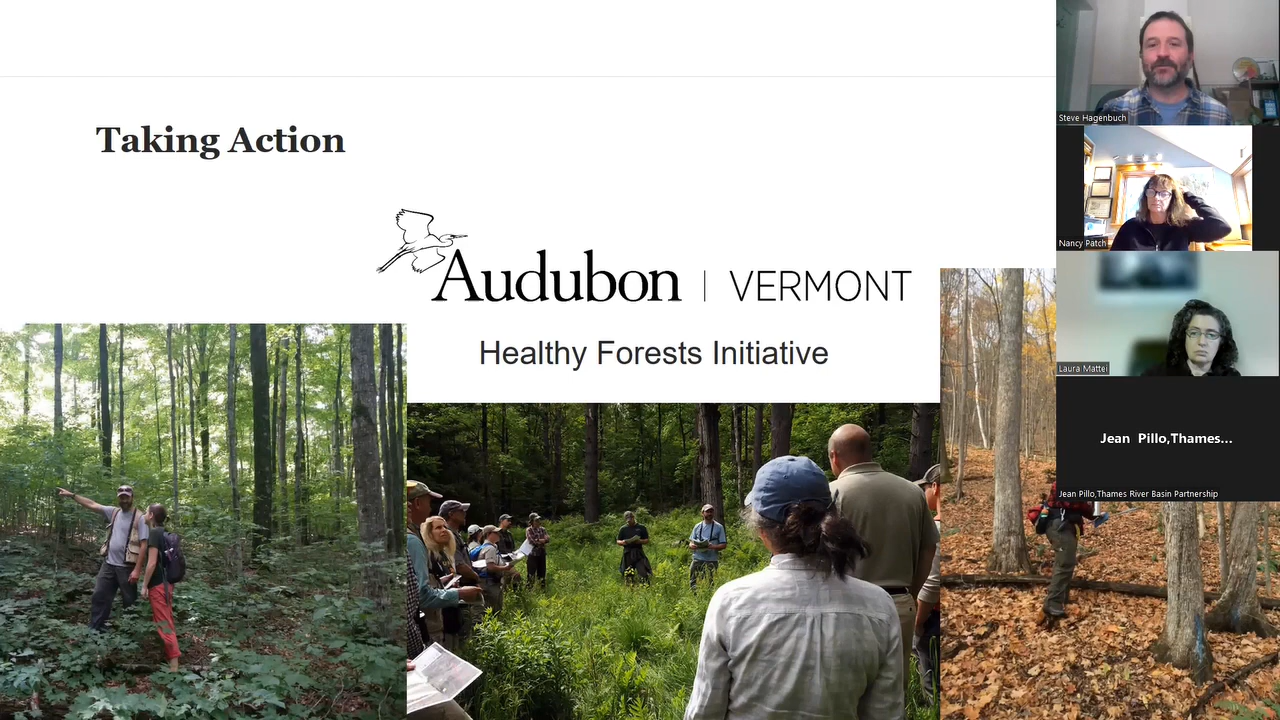 Taking Action
Audubon | VERMONT
Healthy Forests Initiative
Steve Hagenbuch
Nancy Patch
Laura Mattei
Jean Pillo,Thames...
Jean Pillo,Thames River Basin Partnership